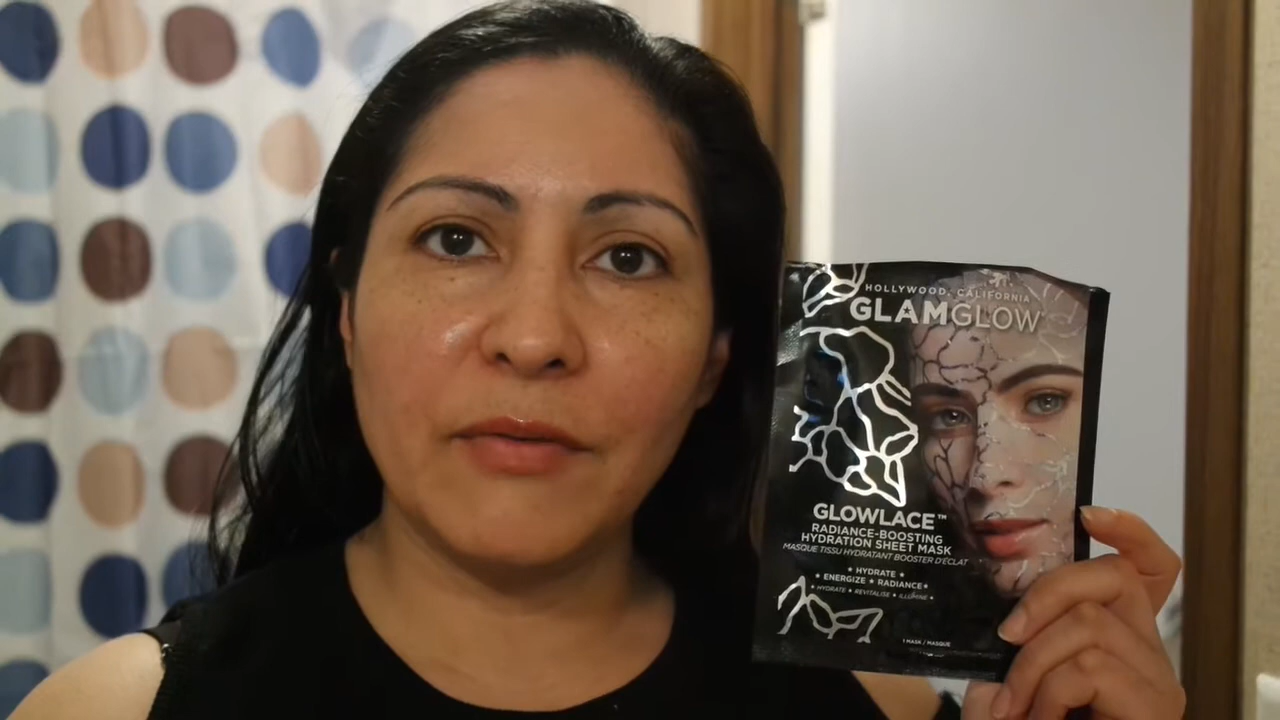 HOLLYWOOD, CALIFORNIA
GLAMGLOW
GLOWLACE™
RADIANCE-BOOSTING
HYDRATION SHEET MASK
MASQUE TISSU HYDRATANT BOOSTER D'ÉCLAT
★ HYDRATE ★
★ ENERGIZE ★ RADIANCE ★
★ HYDRATE ★ REVITALISE ★ ILLUMINE ★
1 MASK / MASQUE